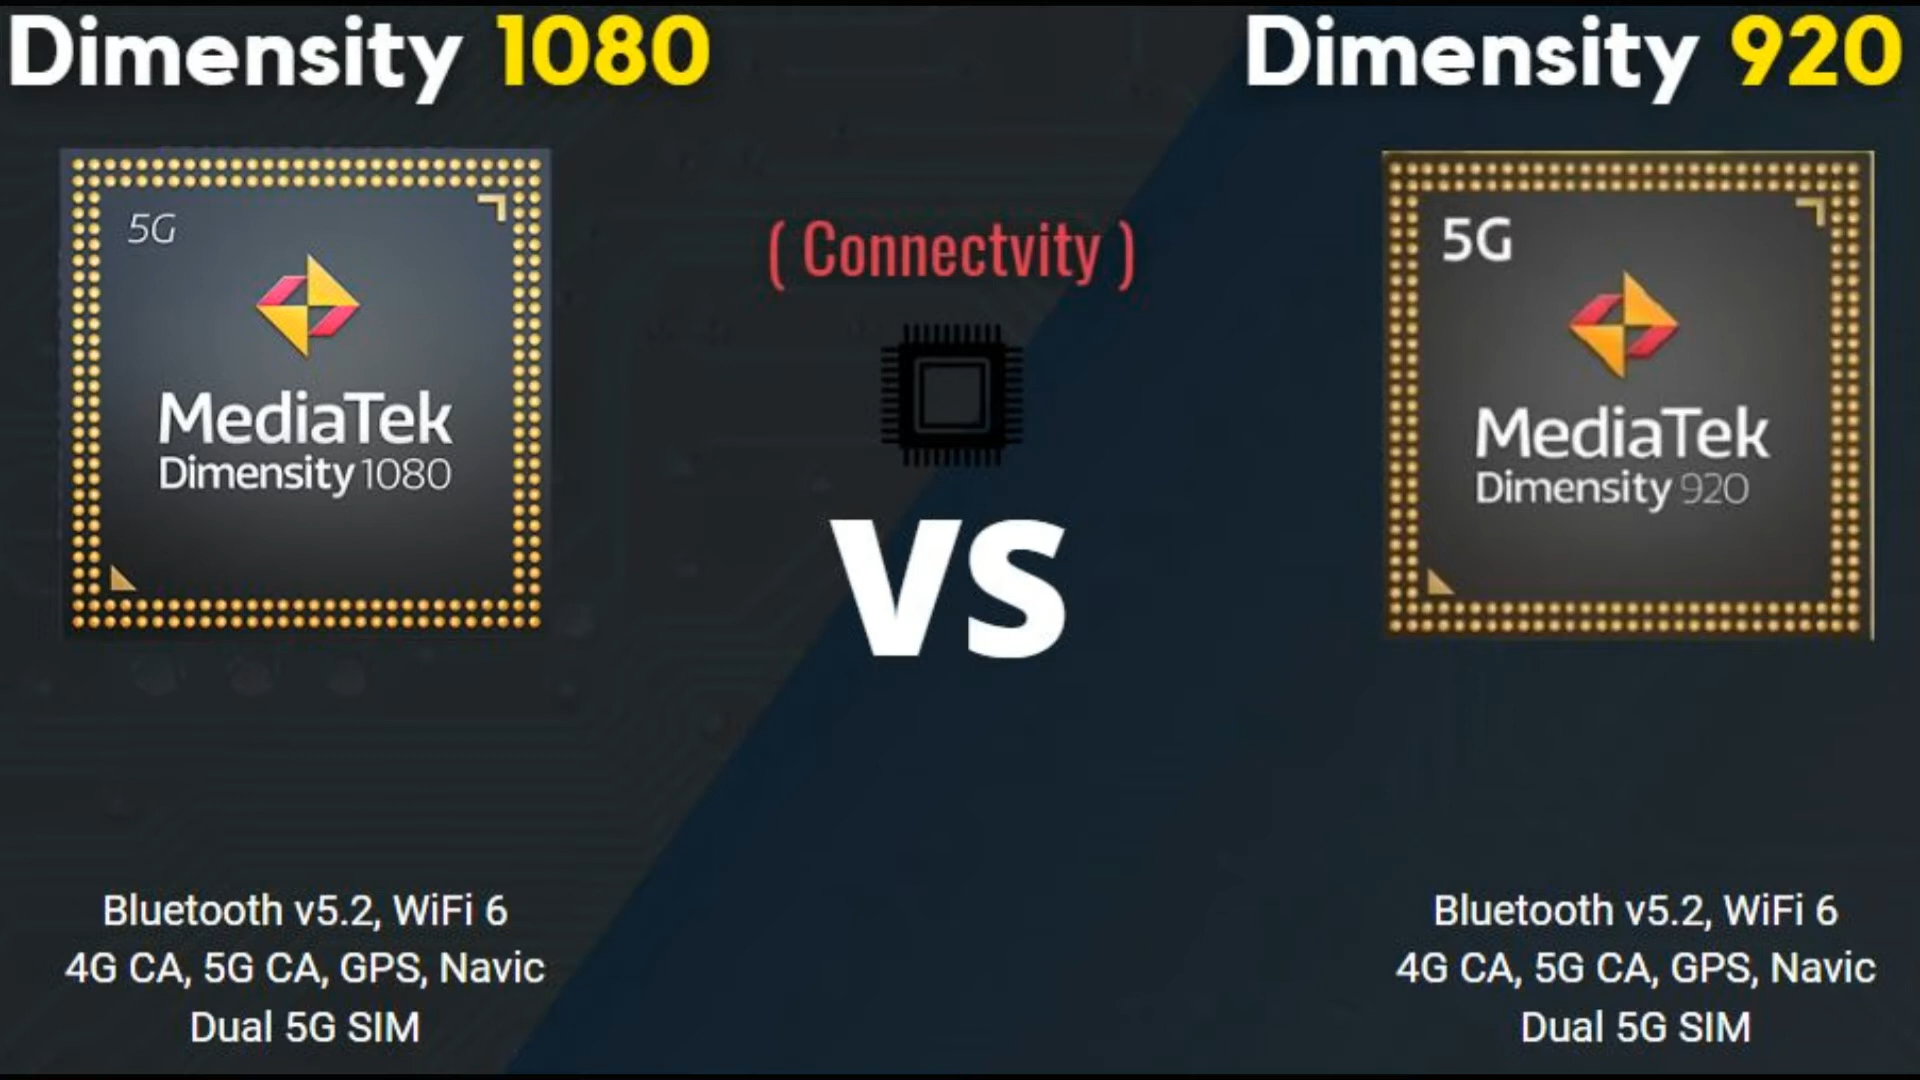 Dimensity 1080
Dimensity 920
5G
MediaTek
Dimensity 1080
( Connectvity )
VS
5G
MediaTek
Dimensity 920
Bluetooth v5.2, WiFi 6
4G CA, 5G CA, GPS, Navic
Dual 5G SIM
Bluetooth v5.2, WiFi 6
4G CA, 5G CA, GPS, Navic
Dual 5G SIM